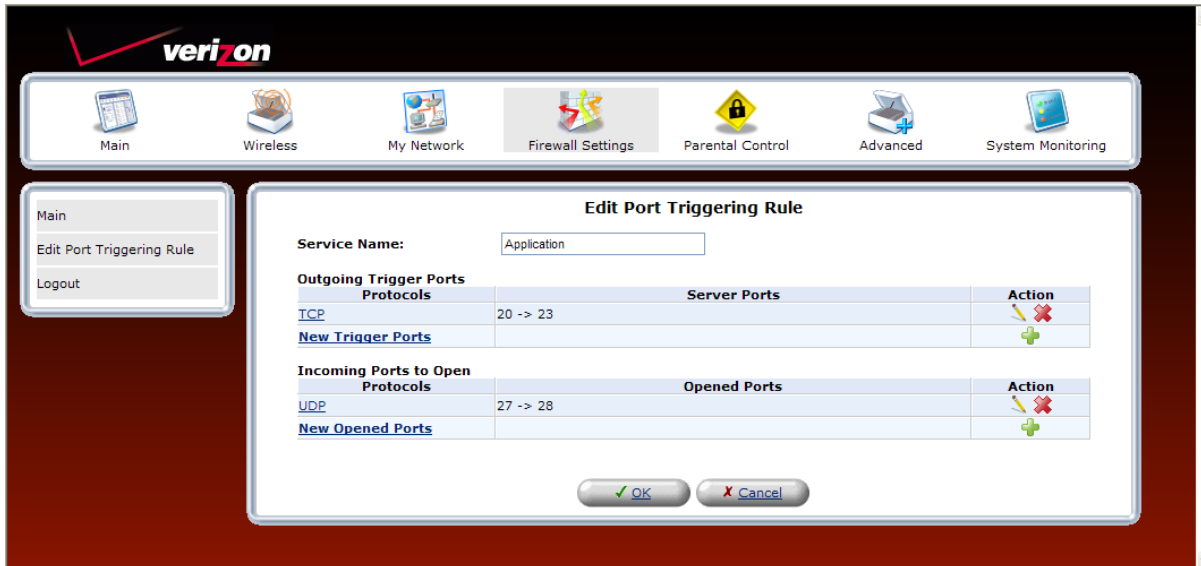 verizon
Main Wireless My Network Firewall Settings Parental Control Advanced System Monitoring
Main
Edit Port Triggering Rule
Logout
Edit Port Triggering Rule
Service Name: Application
Outgoing Trigger Ports
Protocols Server Ports Action
TCP 20 -> 23
New Trigger Ports
Incoming Ports to Open
Protocols Opened Ports Action
UDP 27 -> 28
New Opened Ports
OK Cancel